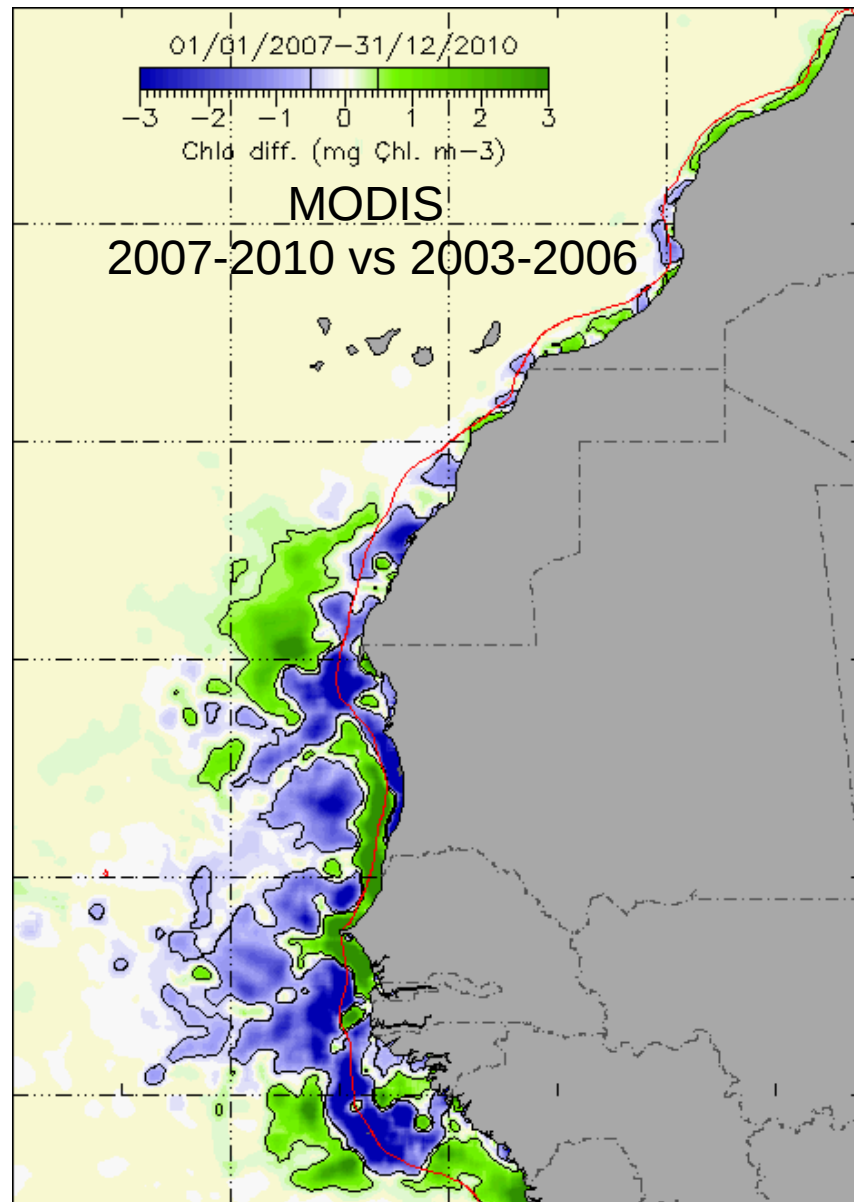 01/01/2007-31/12/2010
-3 -2 -1 0 1 2 3
Chla diff. (mg Chl. m-3)
MODIS
2007-2010 vs 2003-2006